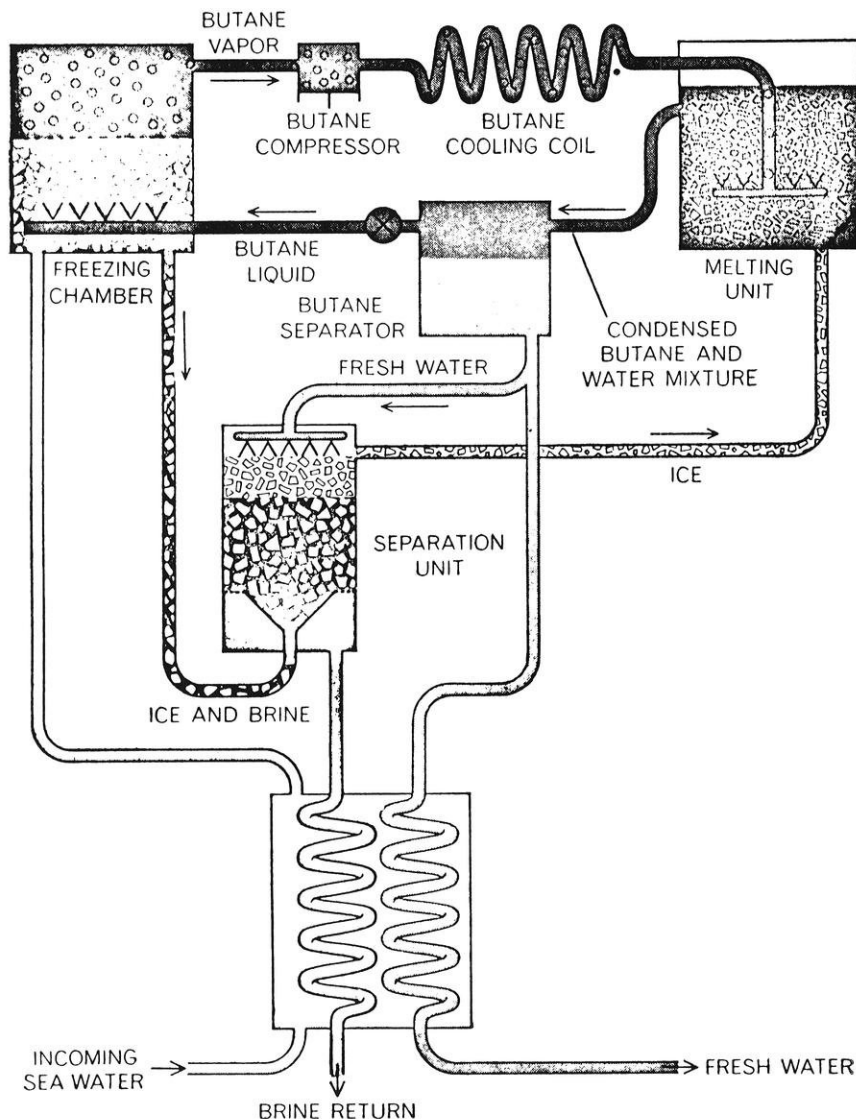 BUTANE
VAPOR
BUTANE
COMPRESSOR
BUTANE
COOLING COIL
FREEZING
CHAMBER
BUTANE
LIQUID
BUTANE
SEPARATOR
MELTING
UNIT
CONDENSED
BUTANE AND
WATER MIXTURE
FRESH WATER
ICE
SEPARATION
UNIT
ICE AND BRINE
INCOMING
SEA WATER
FRESH WATER
BRINE RETURN